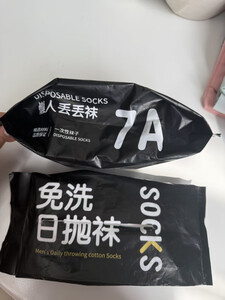 DISPOSABLE SOCKS
懒人丢丢袜
一次性袜子
DISPOSABLE SOCKS
7A
免洗
日抛袜
SOCKS
Men's Daily throwing cotton Socks